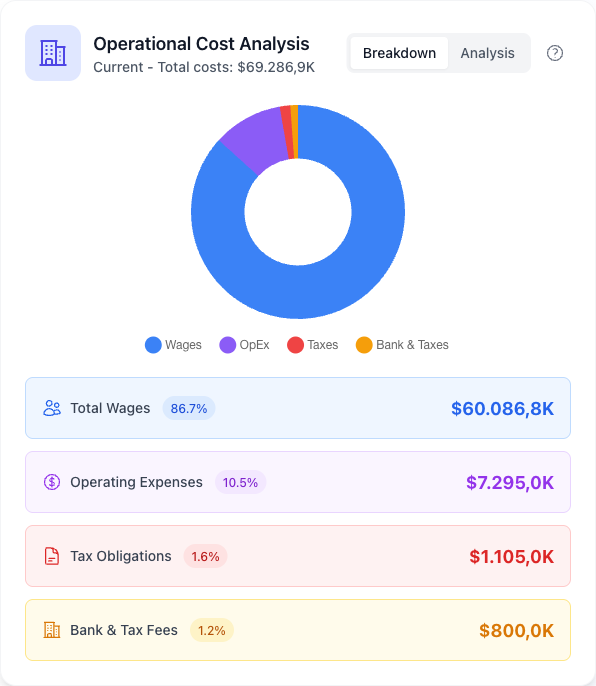 Operational Cost Analysis
Current - Total costs: $69.286,9K
Breakdown Analysis ?
Wages OpEx Taxes Bank & Taxes
Total Wages 86.7% $60.086,8K
Operating Expenses 10.5% $7.295,0K
Tax Obligations 1.6% $1.105,0K
Bank & Tax Fees 1.2% $800,0K